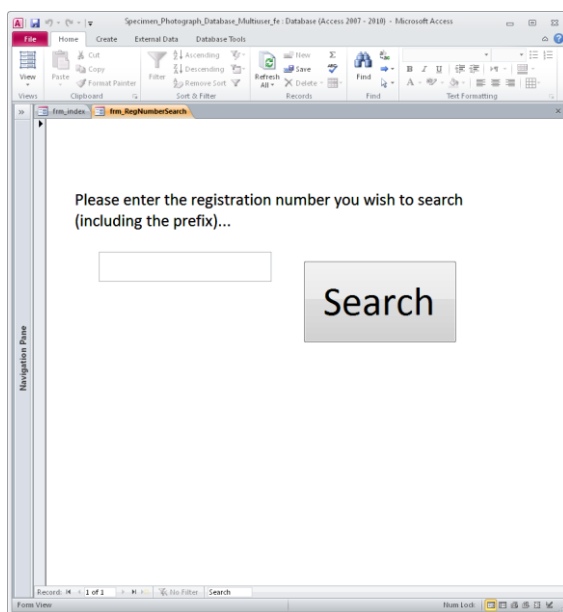 Specimen_Photograph_Database_Multiuser_fe : Database (Access 2007 - 2010) - Microsoft Access
File Home Create External Data Database Tools
View
Views
Paste
Cut
Copy
Format Painter
Clipboard
Filter
Ascending
Descending
Remove Sort
Sort & Filter
Refresh
All
New
Save
Delete
Records
Find
Find
B I U
A
Text Formatting
frm_index frm_RegNumberSearch
Please enter the registration number you wish to search
(including the prefix)...
Search
Navigation Pane
Record: 1 of 1 No Filter Search
Form View Num Lock